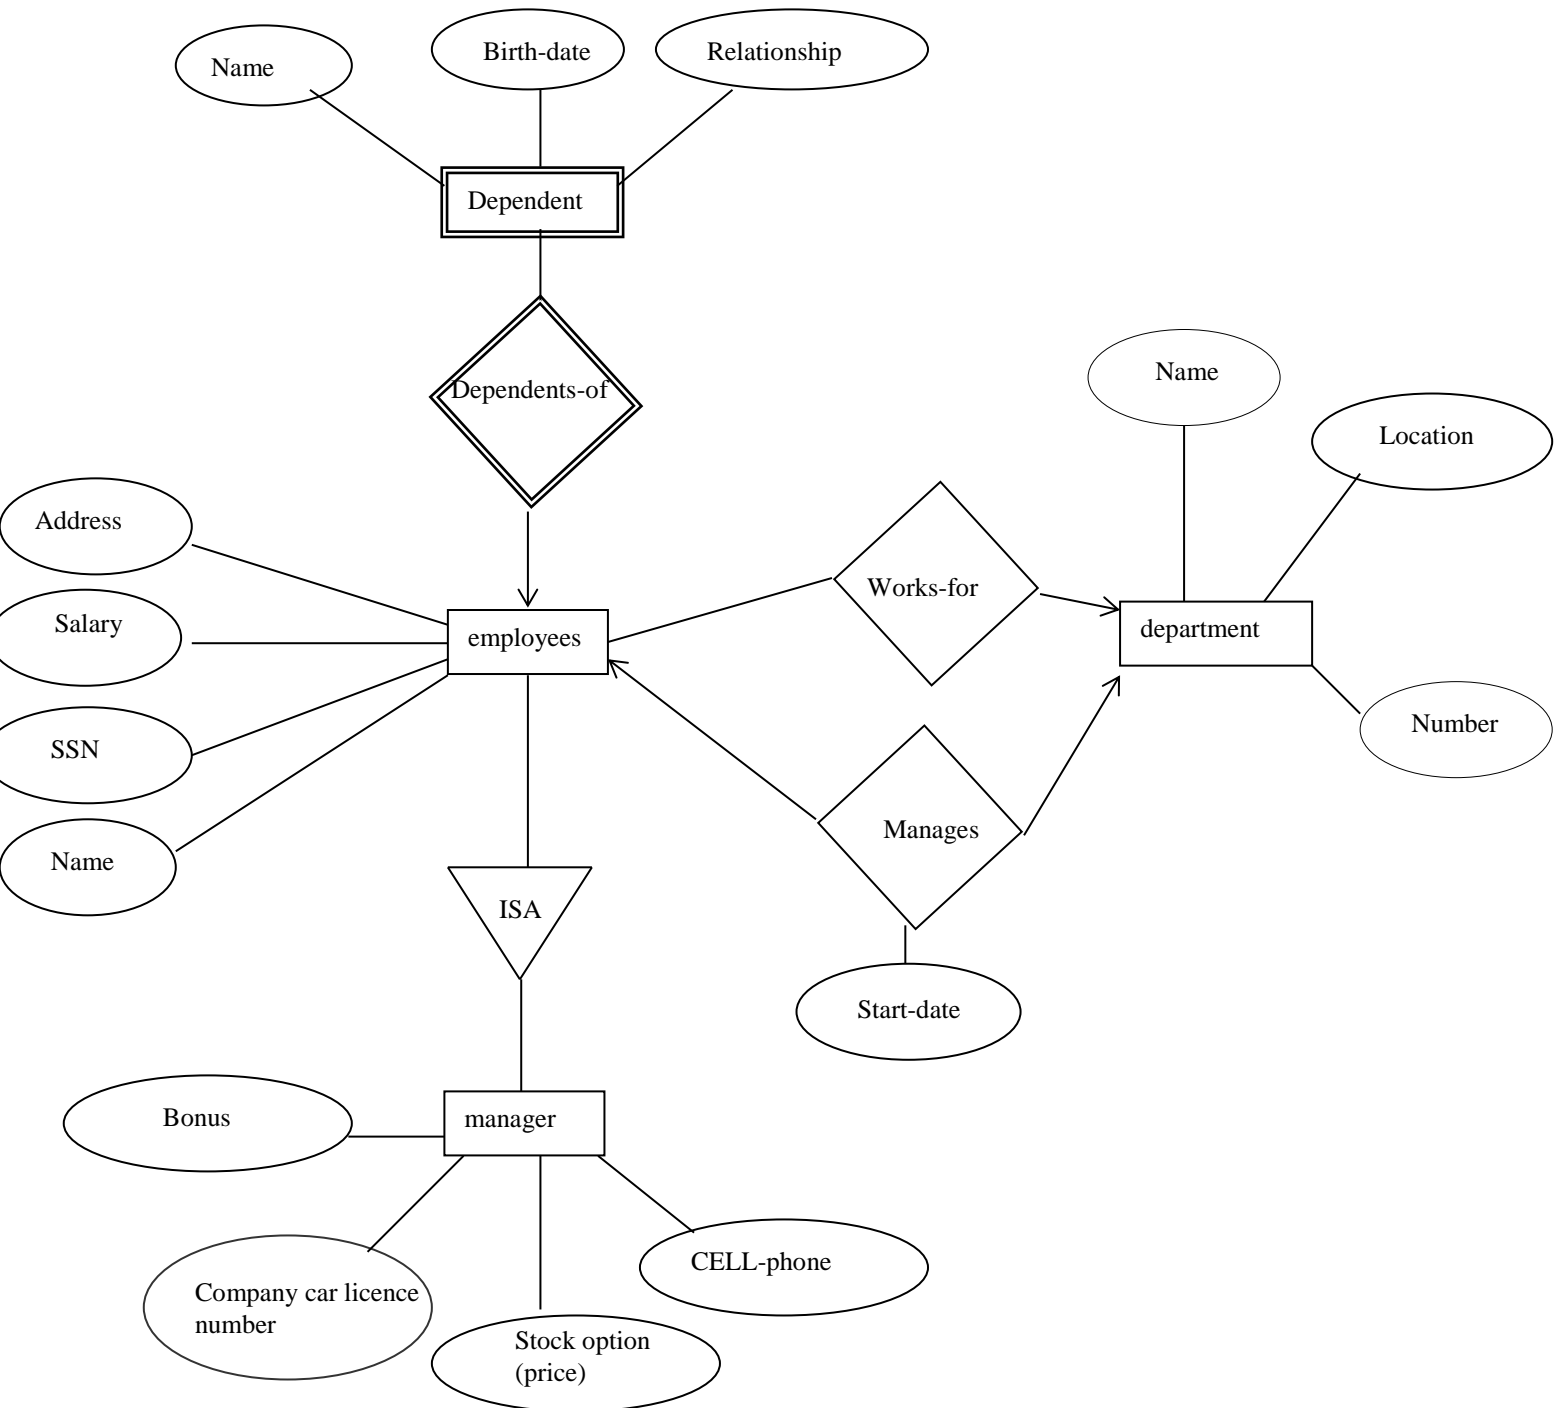 Name
Birth-date
Relationship
Dependent
Dependents-of
Name
Location
Address
Works-for
Salary
employees
department
SSN
Number
Manages
Name
ISA
Start-date
Bonus
manager
CELL-phone
Company car licence
number
Stock option
(price)